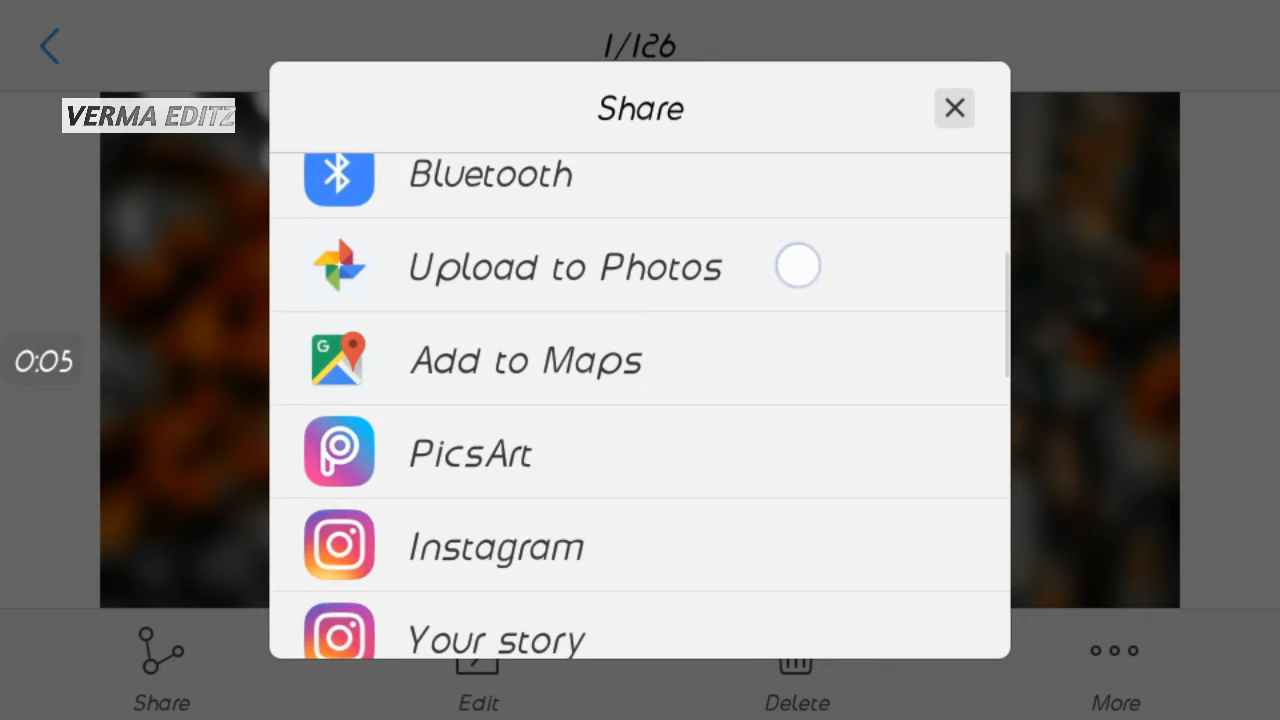 1/126
VERMA EDITZ
Share
Bluetooth
Upload to Photos
0:05
G
Add to Maps
PicsArt
Instagram
Your story
Share
Edit
Delete
More